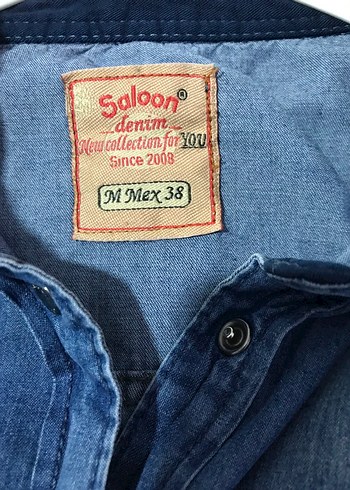 Saloon®
denim
New collection for YOU
Since 2008
M Mex 38